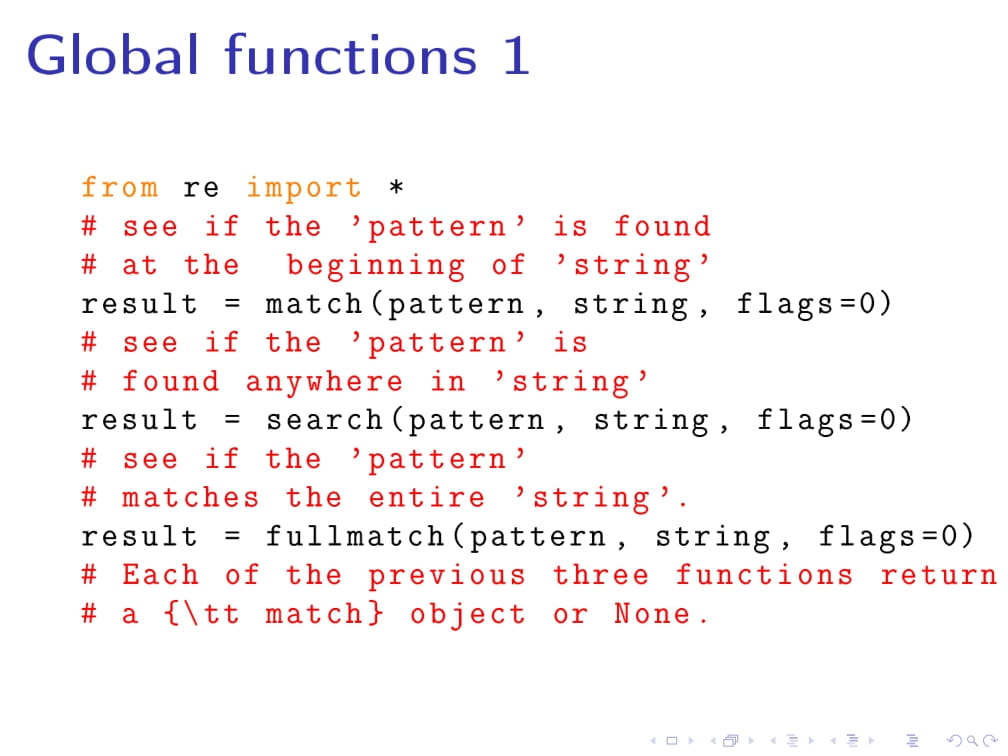 Global functions 1
from re import *
# see if the ’pattern’ is found
# at the  beginning of ’string’
result = match(pattern, string, flags=0)
# see if the ’pattern’ is
# found anywhere in ’string’
result = search(pattern, string, flags=0)
# see if the ’pattern’
# matches the entire ’string’.
result = fullmatch(pattern, string, flags=0)
# Each of the previous three functions return
# a {\tt match} object or None.